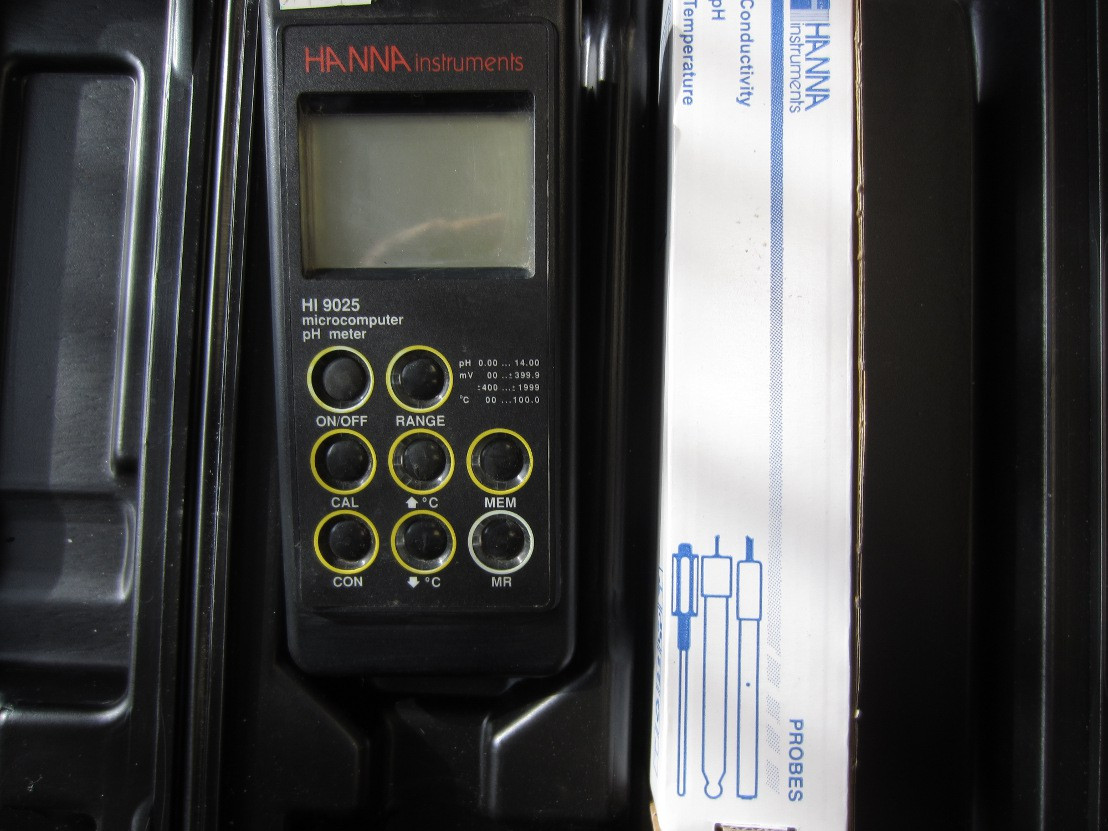 HANNA instruments
HI 9025
microcomputer
pH meter
pH 0.00 ... 14.00
mV 00 ..±399.9
±400 ...±1999
°C 00 ...100.0
ON/OFF
RANGE
CAL
°C
MEM
CON
°C
MR
HANNA
instruments
Conductivity
pH
Temperature
PROBES